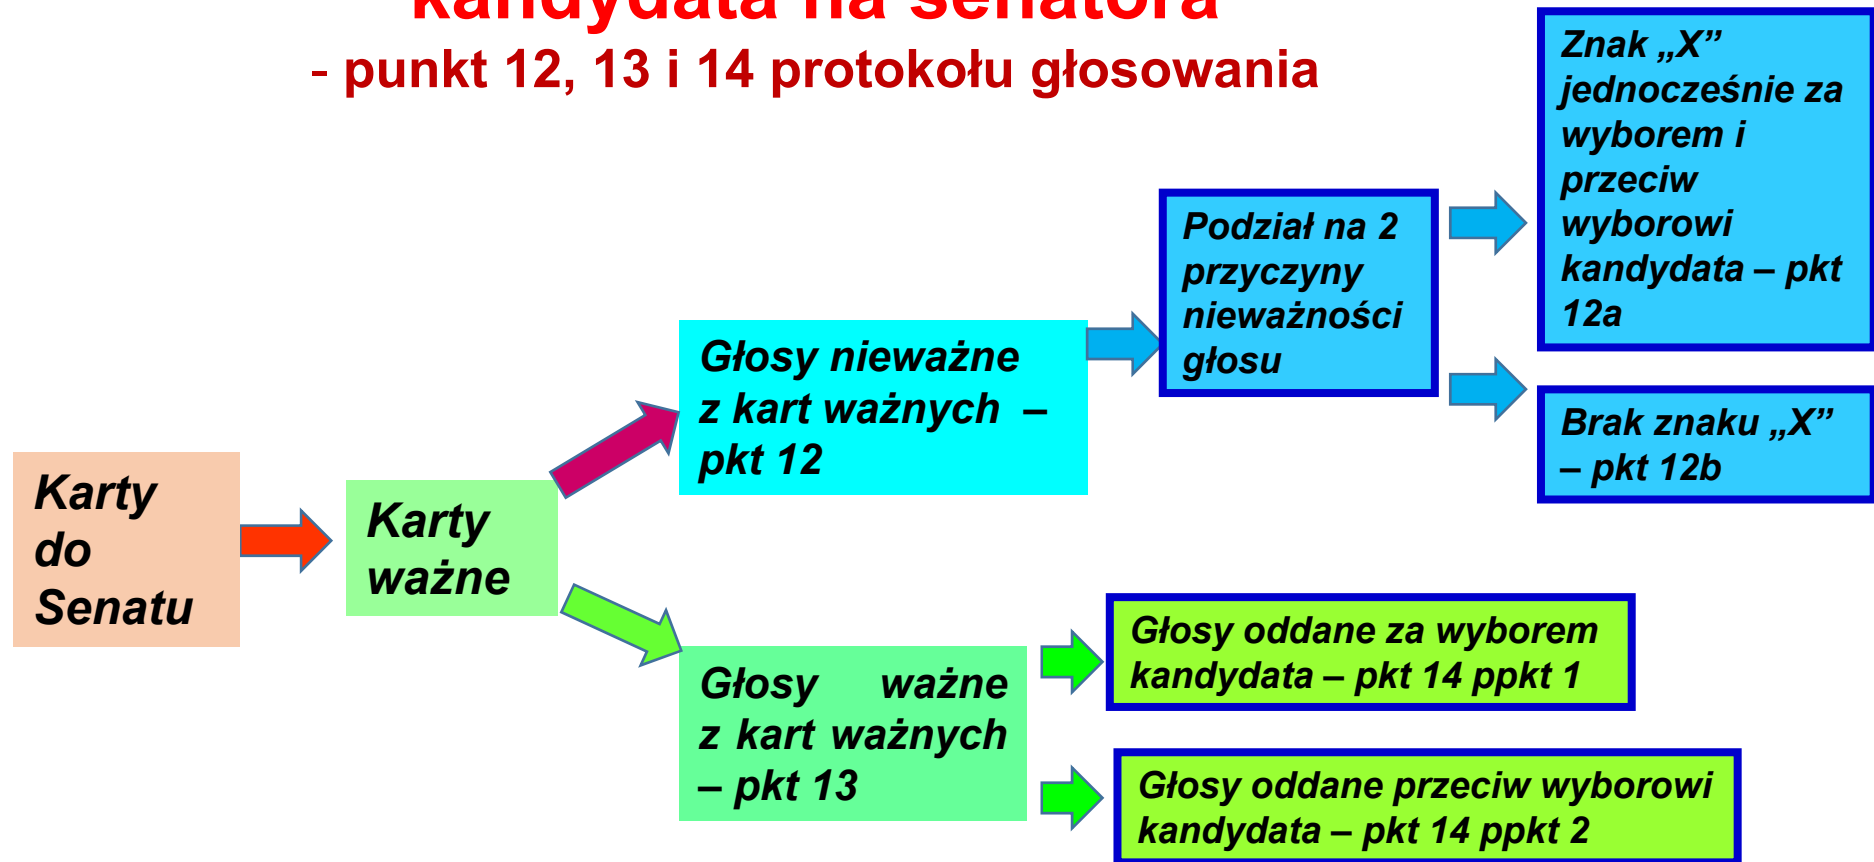 kandydata na senatora
- punkt 12, 13 i 14 protokołu głosowania
Karty
do
Senatu
Karty
ważne
Głosy nieważne
z kart ważnych –
pkt 12
Podział na 2
przyczyny
nieważności
głosu
Znak „X”
jednocześnie za
wyborem i
przeciw
wyborowi
kandydata – pkt
12a
Brak znaku „X”
– pkt 12b
Głosy ważne
z kart ważnych
– pkt 13
Głosy oddane za wyborem
kandydata – pkt 14 ppkt 1
Głosy oddane przeciw wyborowi
kandydata – pkt 14 ppkt 2